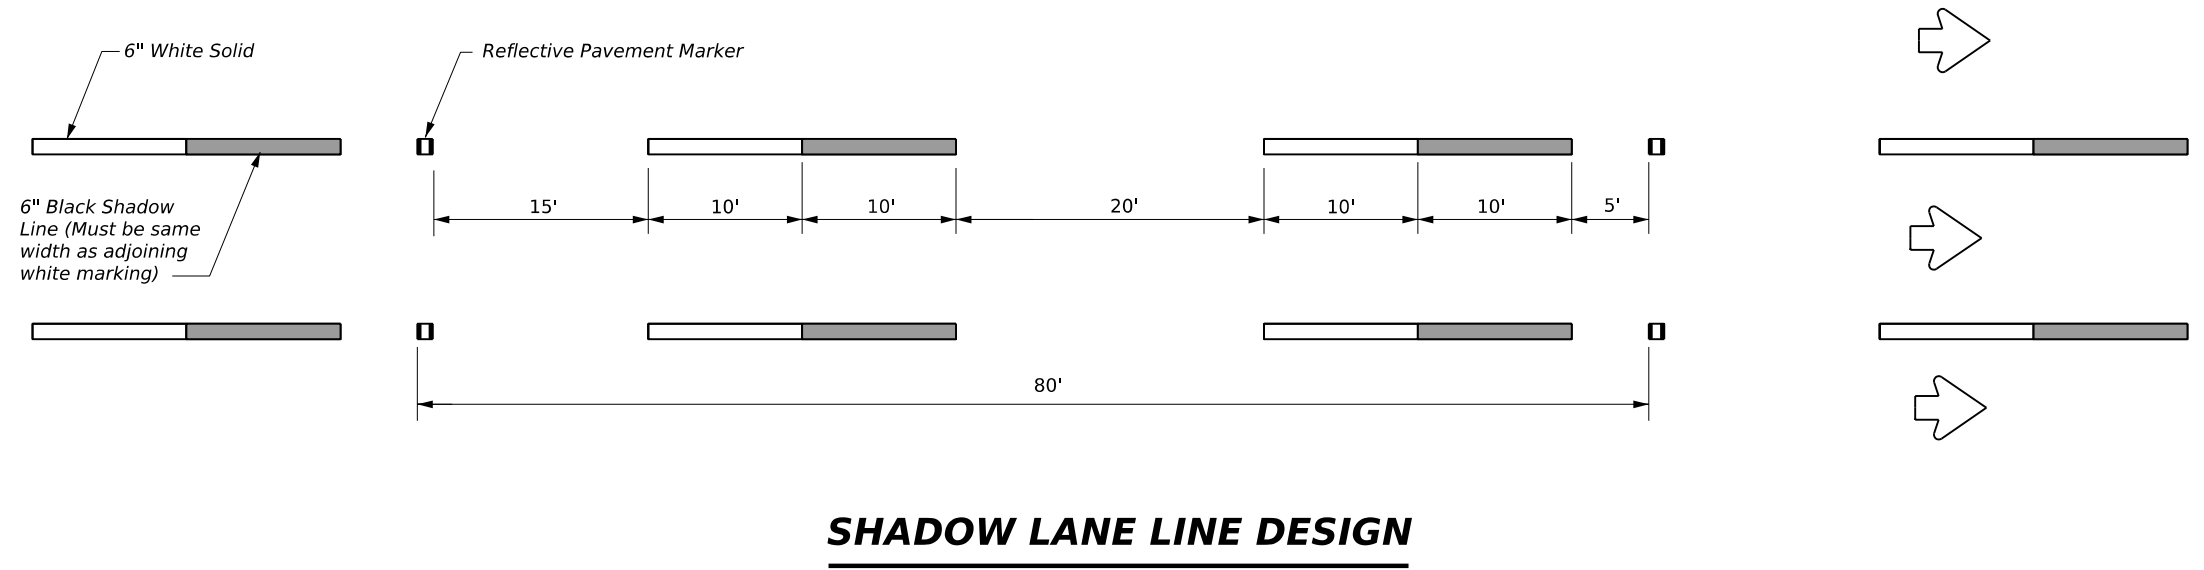 6" White Solid
Reflective Pavement Marker
6" Black Shadow
Line (Must be same
width as adjoining
white marking)
15'
10'
10'
20'
10'
10'
5'
80'
SHADOW LANE LINE DESIGN